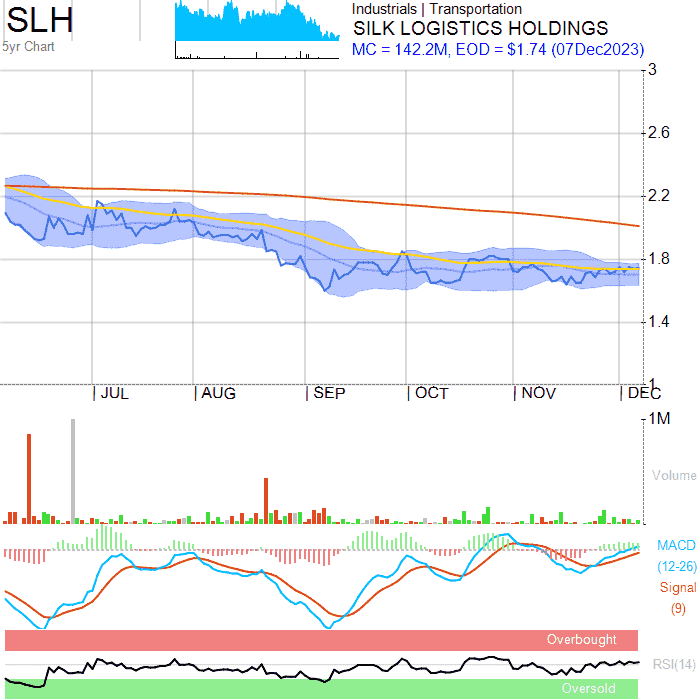 SLH
5yr Chart
Industrials | Transportation
SILK LOGISTICS HOLDINGS
MC = 142.2M, EOD = $1.74 (07Dec2023)
3
2.6
2.2
1.8
1.4
1
JUL AUG SEP OCT NOV DEC
1M
Volume
MACD
(12-26)
Signal
(9)
Overbought
RSI(14)
Oversold